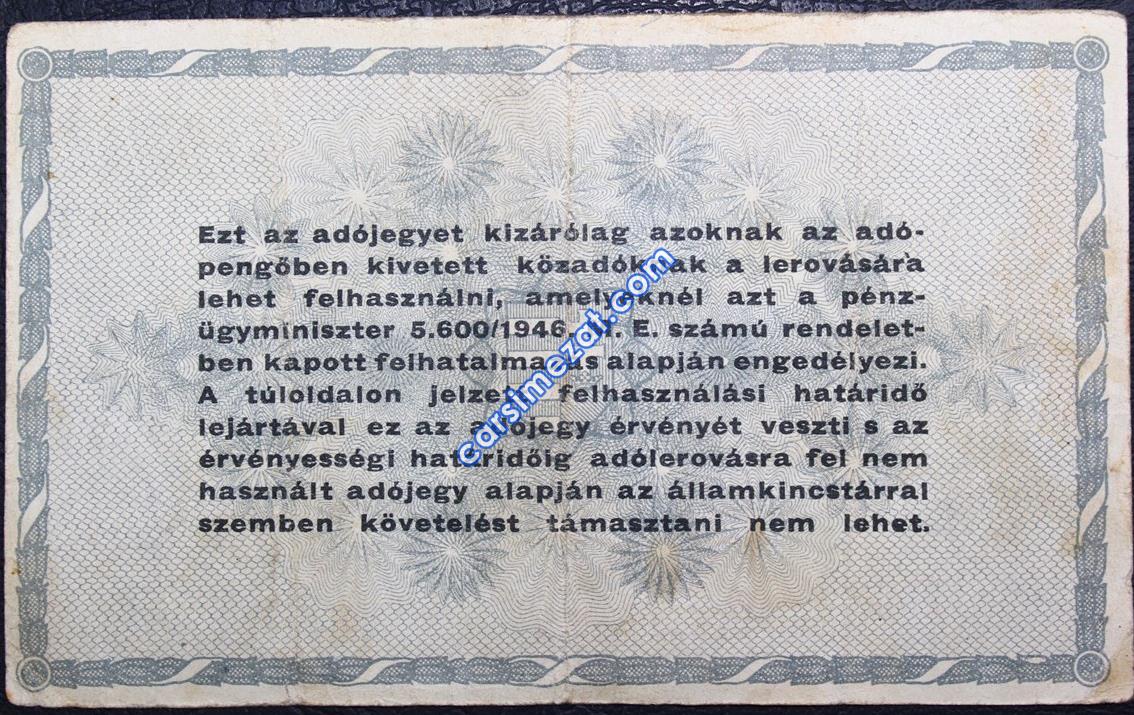 Ezt az adójegyet kizárólag azoknak az adó-
pengőben kivetett közadóknak a lerovására
lehet felhasználni, amelyeknél azt a pénz-
ügyminiszter 5.600/1946. E. számú rendelet-
ben kapott felhatalmazás alapján engedélyezi.
A túloldalon jelzett felhasználási határidő
lejártával ez az adójegy érvényét veszti s az
érvényességi határidőig adólerovásra fel nem
használt adójegy alapján az államkincstárral
szemben követelést támasztani nem lehet.
carsimezat.com